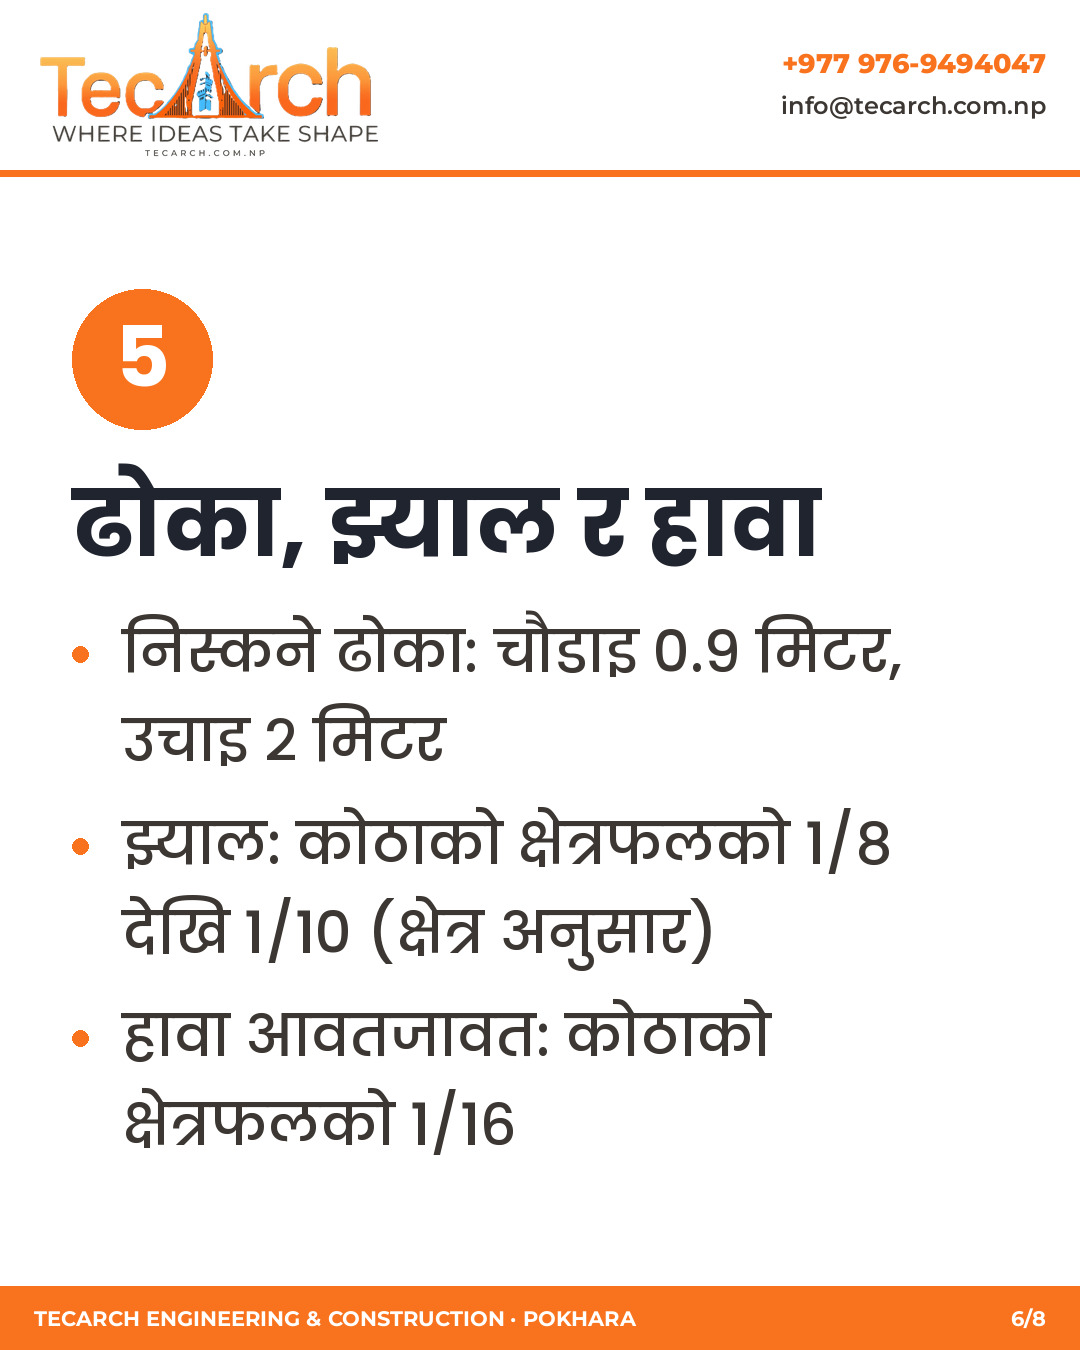 TecArch
WHERE IDEAS TAKE SHAPE
TECARCH.COM.NP
+977 976-9494047
info@tecarch.com.np
5
ढोका, झ्याल र हावा
• निस्कने ढोका: चौडाइ 0.9 मिटर,
उचाइ 2 मिटर
• झ्याल: कोठाको क्षेत्रफलको 1/8
देखि 1/10 (क्षेत्र अनुसार)
• हावा आवतजावत: कोठाको
क्षेत्रफलको 1/16
TECARCH ENGINEERING & CONSTRUCTION · POKHARA
6/8